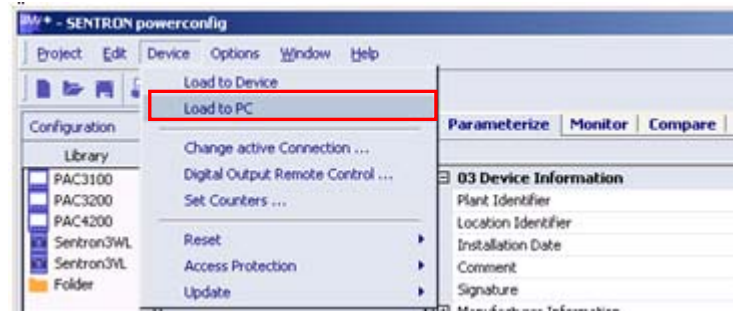 * - SENTRON powerconfig
Project Edit Device Options Window Help
Load to Device
Load to PC
Change active Connection ...
Digital Output Remote Control ...
Set Counters ...
Reset
Access Protection
Update
Configuration
Library
PAC3100
PAC3200
PAC4200
Sentron3WL
Sentron3VL
Folder
Parameterize Monitor Compare
03 Device Information
Plant Identifier
Location Identifier
Installation Date
Comment
Signature
Manufacturer Information